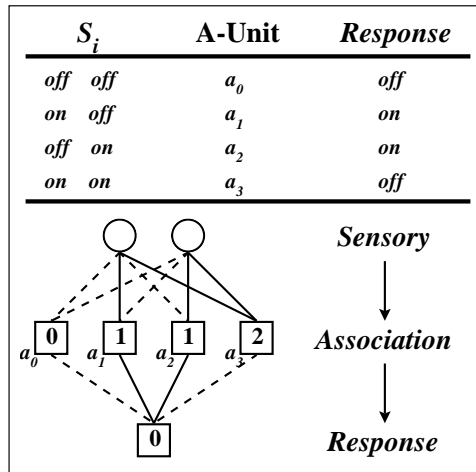 S_i A-Unit Response
off off a_0 off
on off a_1 on
off on a_2 on
on on a_3 off
Sensory
0 1 1 2
a_0 a_1 a_2 a_3
Association
0
Response